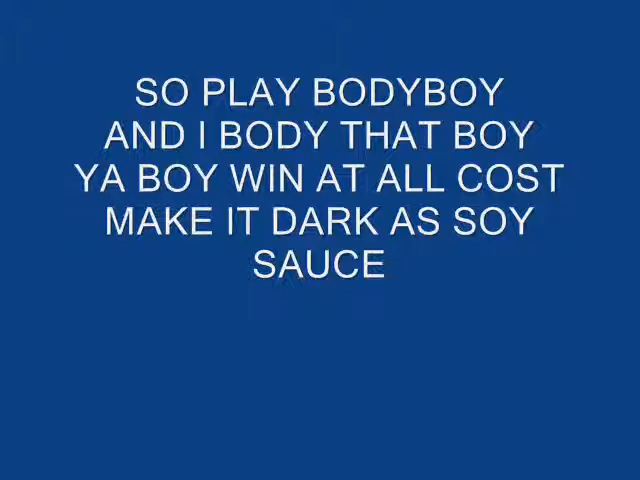 SO PLAY BODYBOY
AND I BODY THAT BOY
YA BOY WIN AT ALL COST
MAKE IT DARK AS SOY
SAUCE